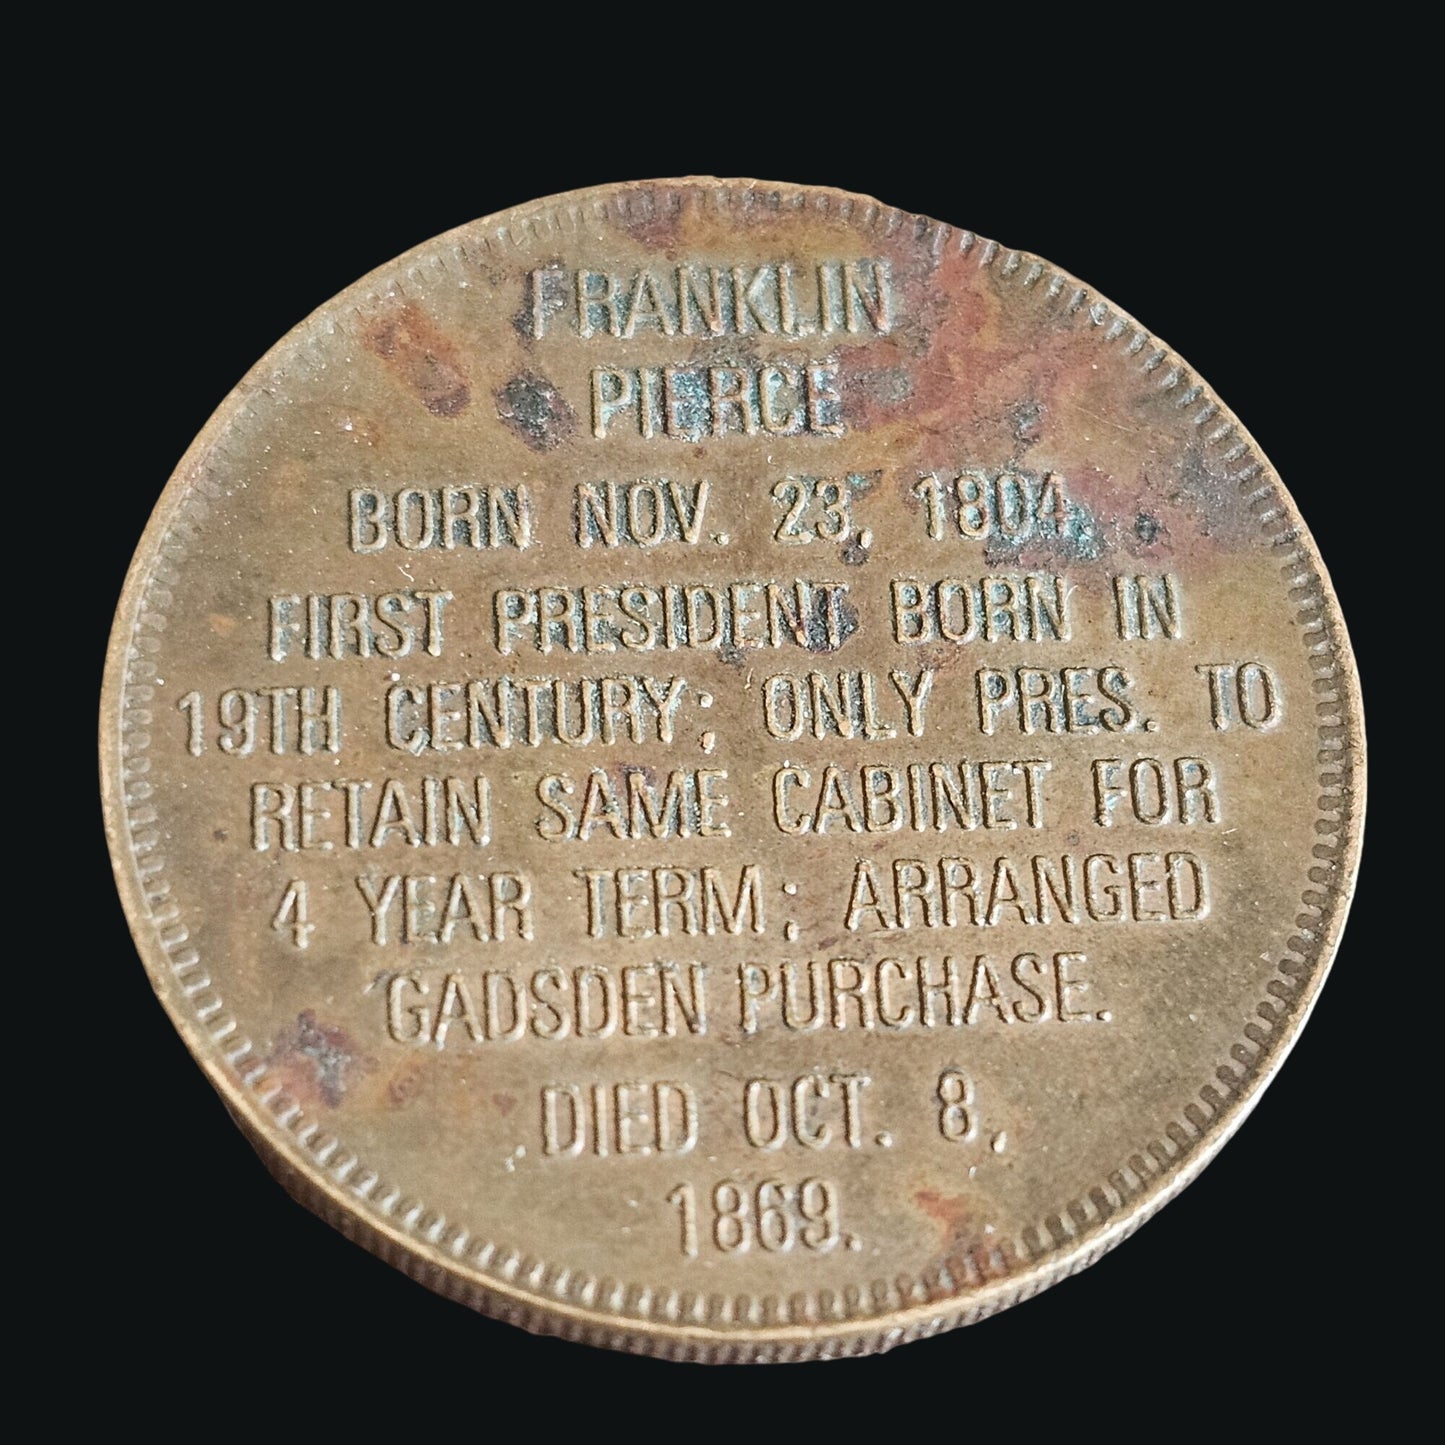 FRANKLIN
PIERCE
BORN NOV. 23, 1804.
FIRST PRESIDENT BORN IN
19TH CENTURY; ONLY PRES. TO
RETAIN SAME CABINET FOR
4 YEAR TERM; ARRANGED
GADSDEN PURCHASE.
DIED OCT. 8,
1869.